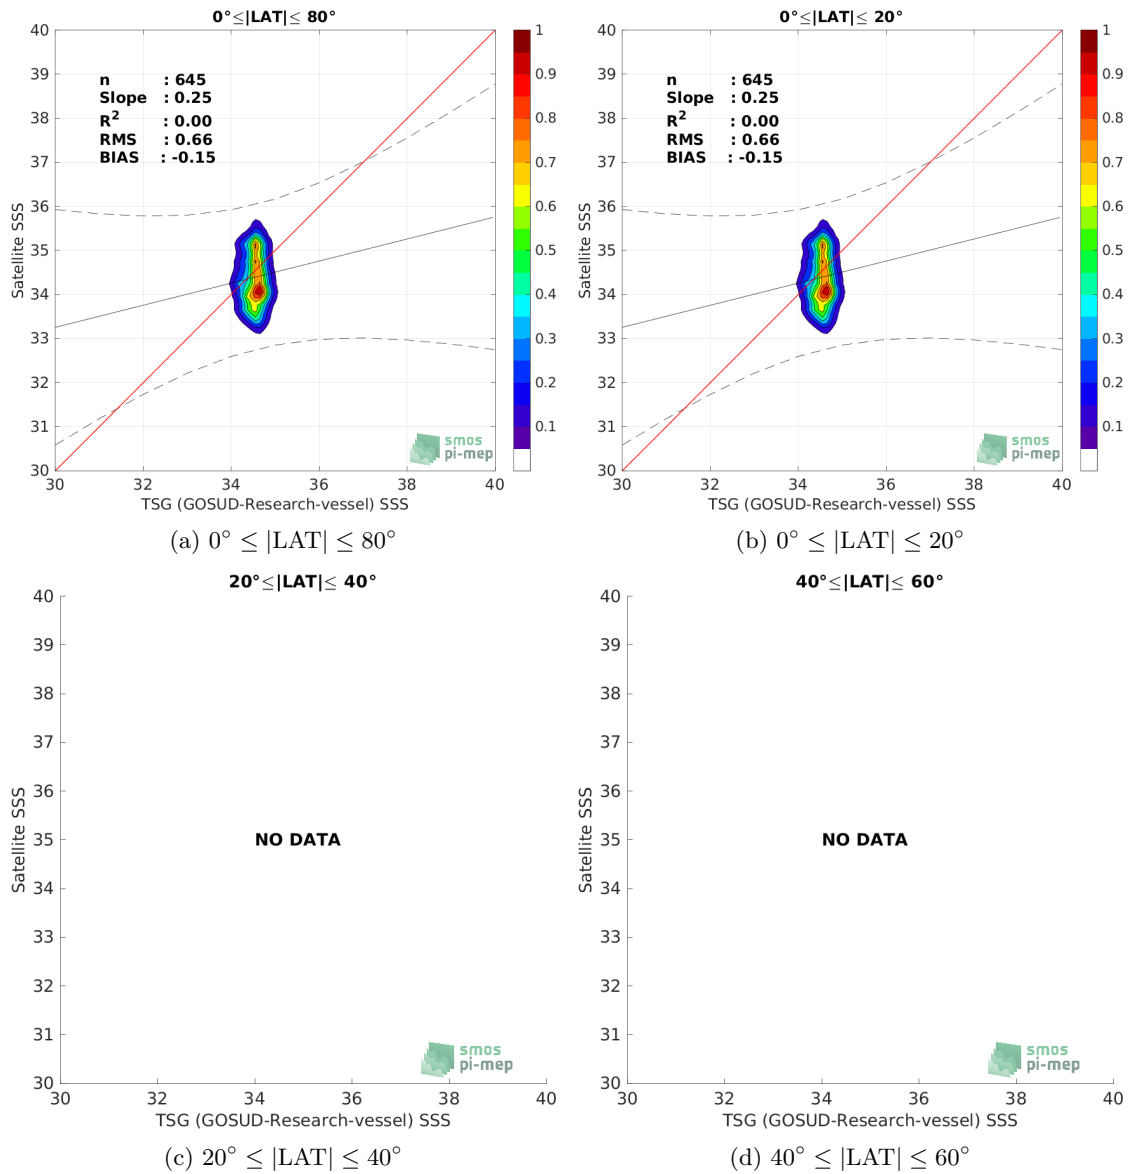 0°≤|LAT|≤ 80°
40
39
38
37
36
35
34
33
32
31
30
Satellite SSS
n : 645
Slope : 0.25
R² : 0.00
RMS : 0.66
BIAS : -0.15
smos
pi-mep
30 32 34 36 38 40
TSG (GOSUD-Research-vessel) SSS
1
0.9
0.8
0.7
0.6
0.5
0.4
0.3
0.2
0.1
(a) 0° ≤ |LAT| ≤ 80°
0°≤|LAT|≤ 20°
40
39
38
37
36
35
34
33
32
31
30
Satellite SSS
n : 645
Slope : 0.25
R² : 0.00
RMS : 0.66
BIAS : -0.15
smos
pi-mep
30 32 34 36 38 40
TSG (GOSUD-Research-vessel) SSS
1
0.9
0.8
0.7
0.6
0.5
0.4
0.3
0.2
0.1
(b) 0° ≤ |LAT| ≤ 20°
20°≤|LAT|≤ 40°
40
39
38
37
36
35
34
33
32
31
30
Satellite SSS
NO DATA
smos
pi-mep
30 32 34 36 38 40
TSG (GOSUD-Research-vessel) SSS
(c) 20° ≤ |LAT| ≤ 40°
40°≤|LAT|≤ 60°
40
39
38
37
36
35
34
33
32
31
30
Satellite SSS
NO DATA
smos
pi-mep
30 32 34 36 38 40
TSG (GOSUD-Research-vessel) SSS
(d) 40° ≤ |LAT| ≤ 60°